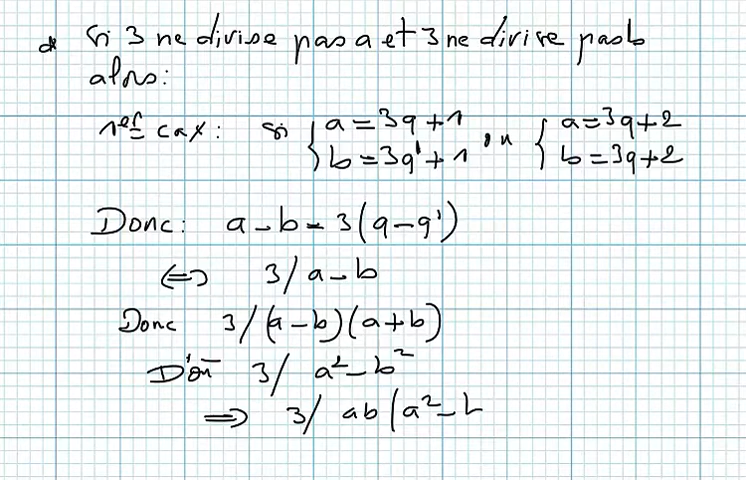 * Si 3 ne divise pas a et 3 ne divise pas b
alors:
1er cas: si { a = 3q + 1 b = 3q' + 1 ou { a = 3q + 2 b = 3q + 2
Donc: a - b = 3(q - q')
⇔ 3/a - b
Donc 3/(a - b)(a + b)
D'où 3/ a² - b²
⇒ 3/ ab(a² - b